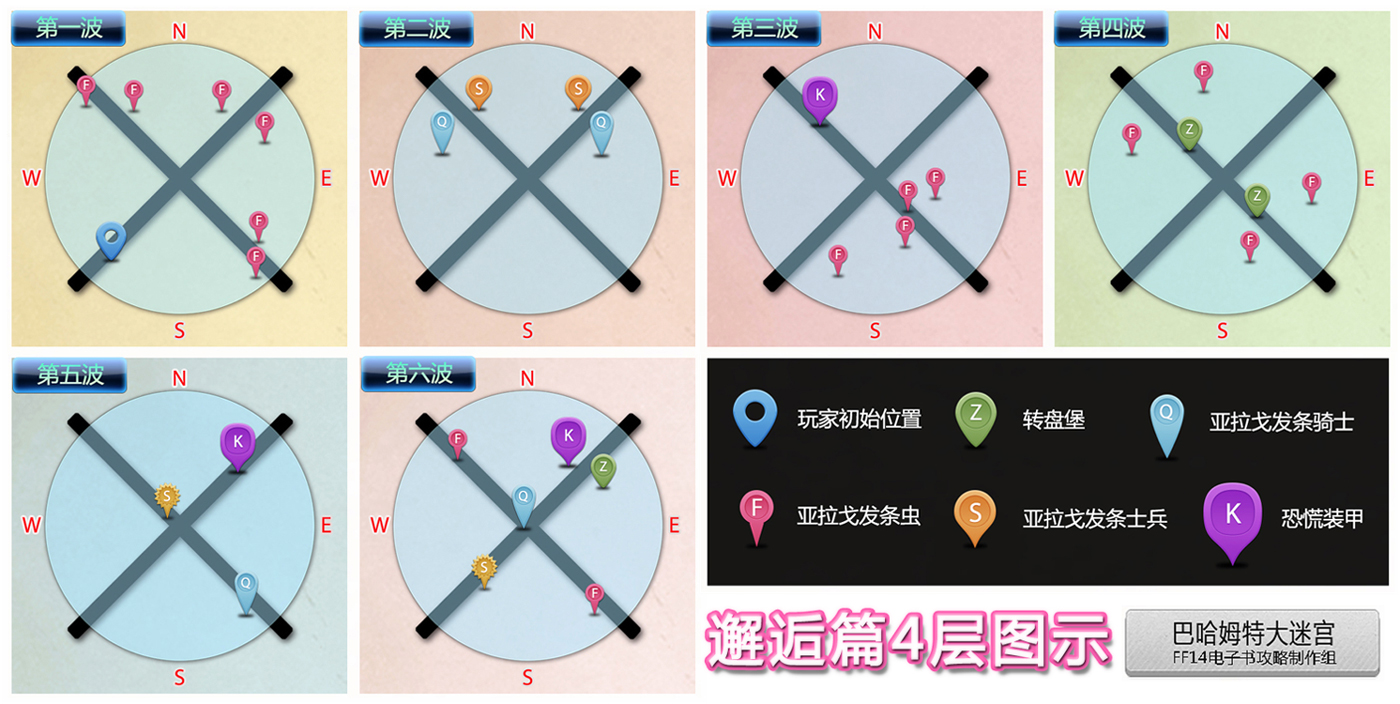 第一波
N
F
F
F
F
W
E
F
F
S
第二波
N
S
S
Q
Q
W
E
S
第三波
N
K
W
F
F
E
F
F
S
第四波
N
F
Z
F
W
F
E
Z
F
S
第五波
N
K
S
W
E
Q
S
第六波
N
F
K
Z
Q
W
E
S
F
S
玩家初始位置
Z
转盘堡
Q
亚拉戈发条骑士
F
亚拉戈发条虫
S
亚拉戈发条士兵
K
恐慌装甲
邂逅篇4层图示
巴哈姆特大迷宫
FF14电子书攻略制作组